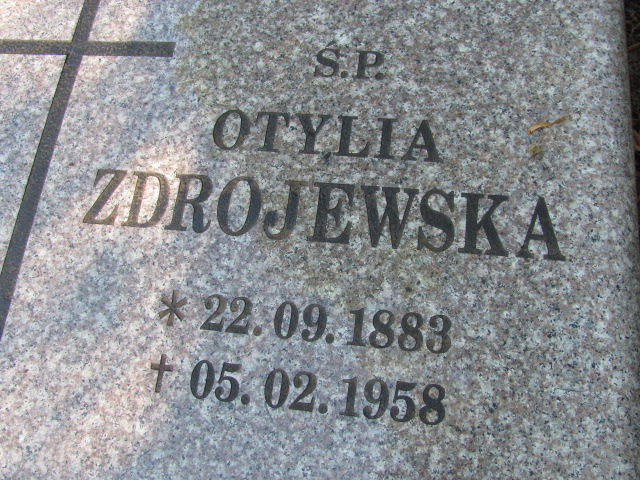 Ś.P.
OTYLIA
ZDROJEWSKA
* 22.09.1883
† 05.02.1958